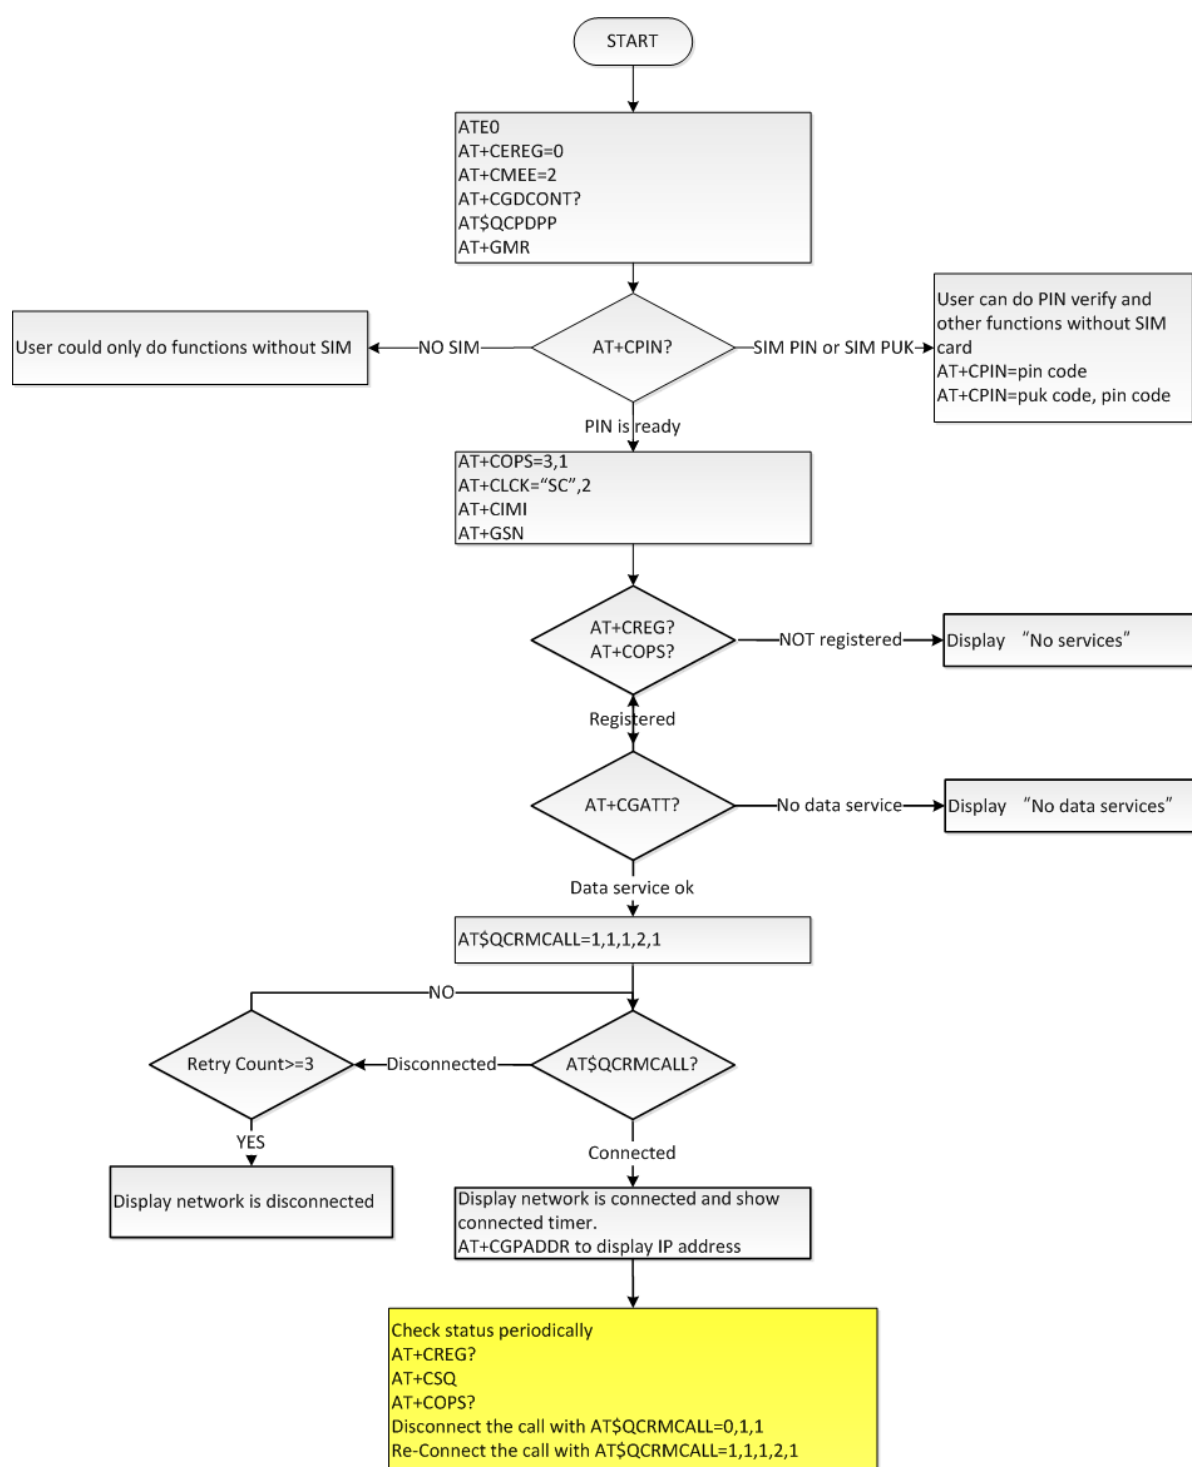 START
ATE0
AT+CEREG=0
AT+CMEE=2
AT+CGDCONT?
AT$QCPDPP
AT+GMR
User could only do functions without SIM
NO SIM
AT+CPIN?
SIM PIN or SIM PUK
User can do PIN verify and
other functions without SIM
card
AT+CPIN=pin code
AT+CPIN=puk code, pin code
PIN is ready
AT+COPS=3,1
AT+CLCK=“SC”,2
AT+CIMI
AT+GSN
AT+CREG?
AT+COPS?
NOT registered
Display “No services”
Registered
AT+CGATT?
No data service
Display “No data services”
Data service ok
AT$QCRMCALL=1,1,1,2,1
NO
Retry Count>=3
Disconnected
AT$QCRMCALL?
YES
Connected
Display network is disconnected
Display network is connected and show
connected timer.
AT+CGPADDR to display IP address
Check status periodically
AT+CREG?
AT+CSQ
AT+COPS?
Disconnect the call with AT$QCRMCALL=0,1,1
Re-Connect the call with AT$QCRMCALL=1,1,1,2,1